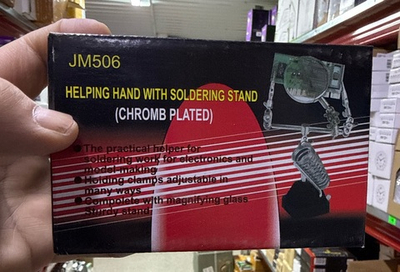 JM506
HELPING HAND WITH SOLDERING STAND
(CHROMB PLATED)
● The practical helper for
soldering work for electronics and
model making
● Holding clamps adjustable in
many ways
● Compolete with magnifying glass
sturdy stand